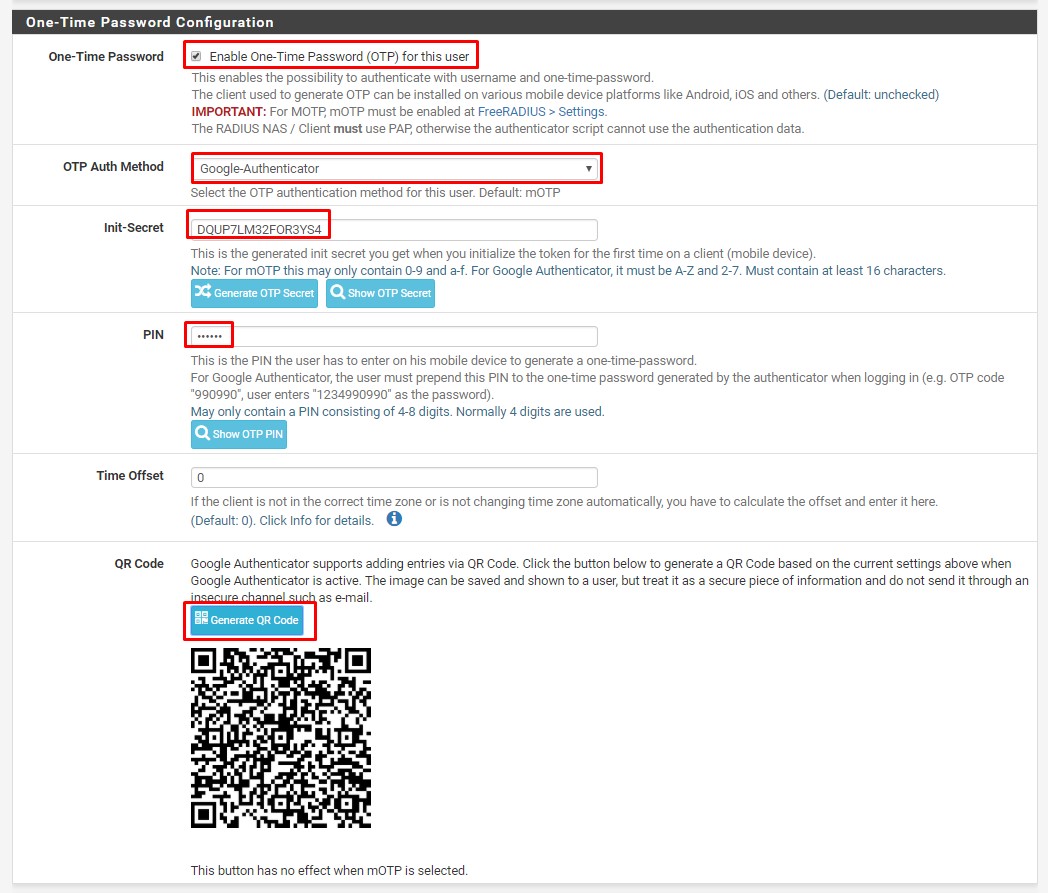 One-Time Password Configuration
One-Time Password
Enable One-Time Password (OTP) for this user
This enables the possibility to authenticate with username and one-time-password.
The client used to generate OTP can be installed on various mobile device platforms like Android, iOS and others. (Default: unchecked)
IMPORTANT: For MOTP, mOTP must be enabled at FreeRADIUS > Settings.
The RADIUS NAS / Client must use PAP, otherwise the authenticator script cannot use the authentication data.
OTP Auth Method
Google-Authenticator
Select the OTP authentication method for this user. Default: mOTP
Init-Secret
DQUP7LM32FOR3YS4
This is the generated init secret you get when you initialize the token for the first time on a client (mobile device).
Note: For mOTP this may only contain 0-9 and a-f. For Google Authenticator, it must be A-Z and 2-7. Must contain at least 16 characters.
Generate OTP Secret Show OTP Secret
PIN
••••••
This is the PIN the user has to enter on his mobile device to generate a one-time-password.
For Google Authenticator, the user must prepend this PIN to the one-time password generated by the authenticator when logging in (e.g. OTP code
"990990", user enters "1234990990" as the password).
May only contain a PIN consisting of 4-8 digits. Normally 4 digits are used.
Show OTP PIN
Time Offset
0
If the client is not in the correct time zone or is not changing time zone automatically, you have to calculate the offset and enter it here.
(Default: 0). Click Info for details.
QR Code
Google Authenticator supports adding entries via QR Code. Click the button below to generate a QR Code based on the current settings above when
Google Authenticator is active. The image can be saved and shown to a user, but treat it as a secure piece of information and do not send it through an
insecure channel such as e-mail.
Generate QR Code
This button has no effect when mOTP is selected.